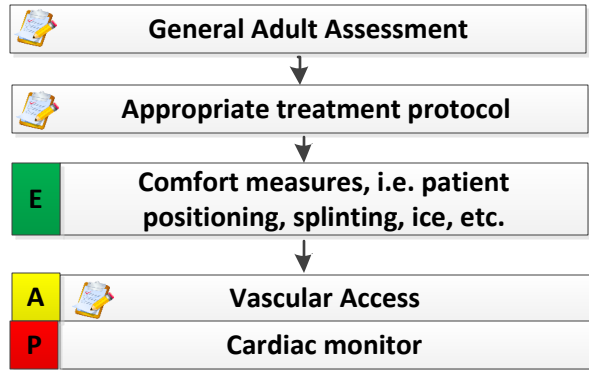 General Adult Assessment
Appropriate treatment protocol
E
Comfort measures, i.e. patient
positioning, splinting, ice, etc.
A
Vascular Access
P
Cardiac monitor